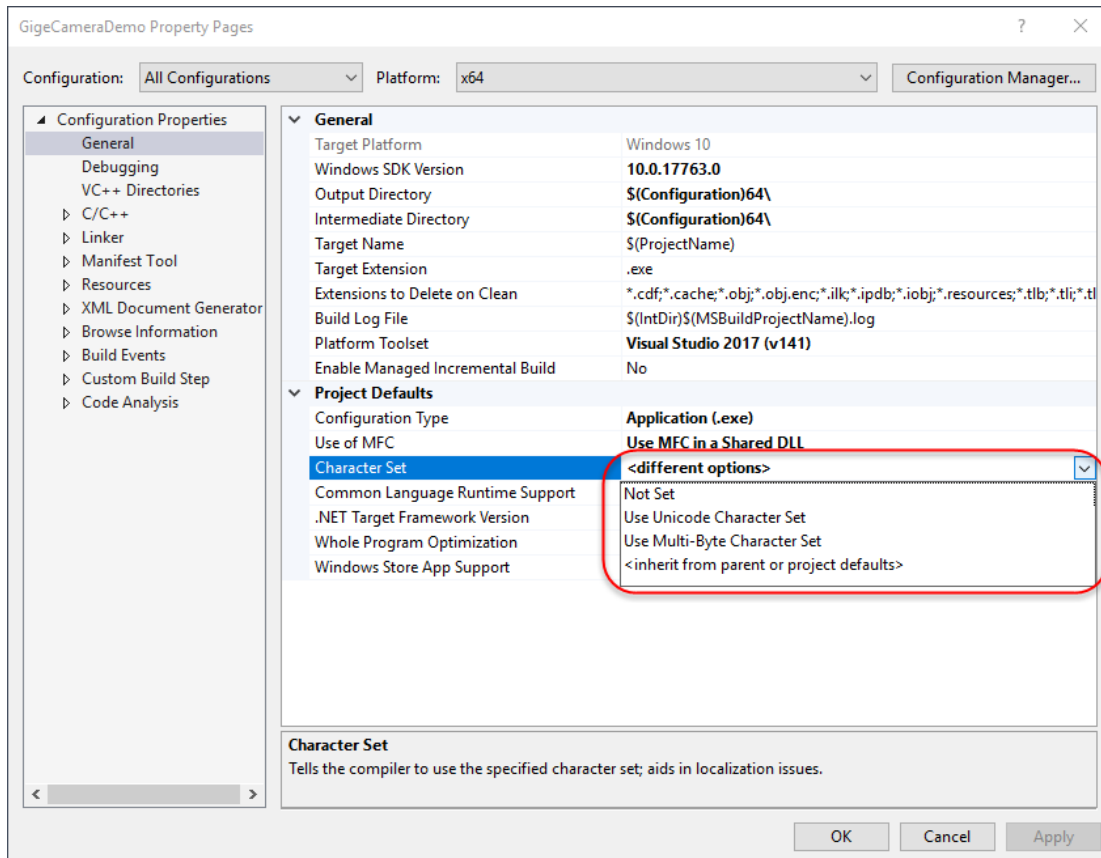 GigeCameraDemo Property Pages ? ×
Configuration: All Configurations Platform: x64 Configuration Manager...
Configuration Properties
General
Debugging
VC++ Directories
C/C++
Linker
Manifest Tool
Resources
XML Document Generator
Browse Information
Build Events
Custom Build Step
Code Analysis
General
Target Platform Windows 10
Windows SDK Version 10.0.17763.0
Output Directory $(Configuration)64\
Intermediate Directory $(Configuration)64\
Target Name $(ProjectName)
Target Extension .exe
Extensions to Delete on Clean *.cdf;*.cache;*.obj;*.obj.enc;*.ilk;*.ipdb;*.iobj;*.resources;*.tlb;*.tli;*.tl
Build Log File $(IntDir)$(MSBuildProjectName).log
Platform Toolset Visual Studio 2017 (v141)
Enable Managed Incremental Build No
Project Defaults
Configuration Type Application (.exe)
Use of MFC Use MFC in a Shared DLL
Character Set <different options>
Common Language Runtime Support
.NET Target Framework Version
Whole Program Optimization
Windows Store App Support
Not Set
Use Unicode Character Set
Use Multi-Byte Character Set
<inherit from parent or project defaults>
Character Set
Tells the compiler to use the specified character set; aids in localization issues.
OK Cancel Apply